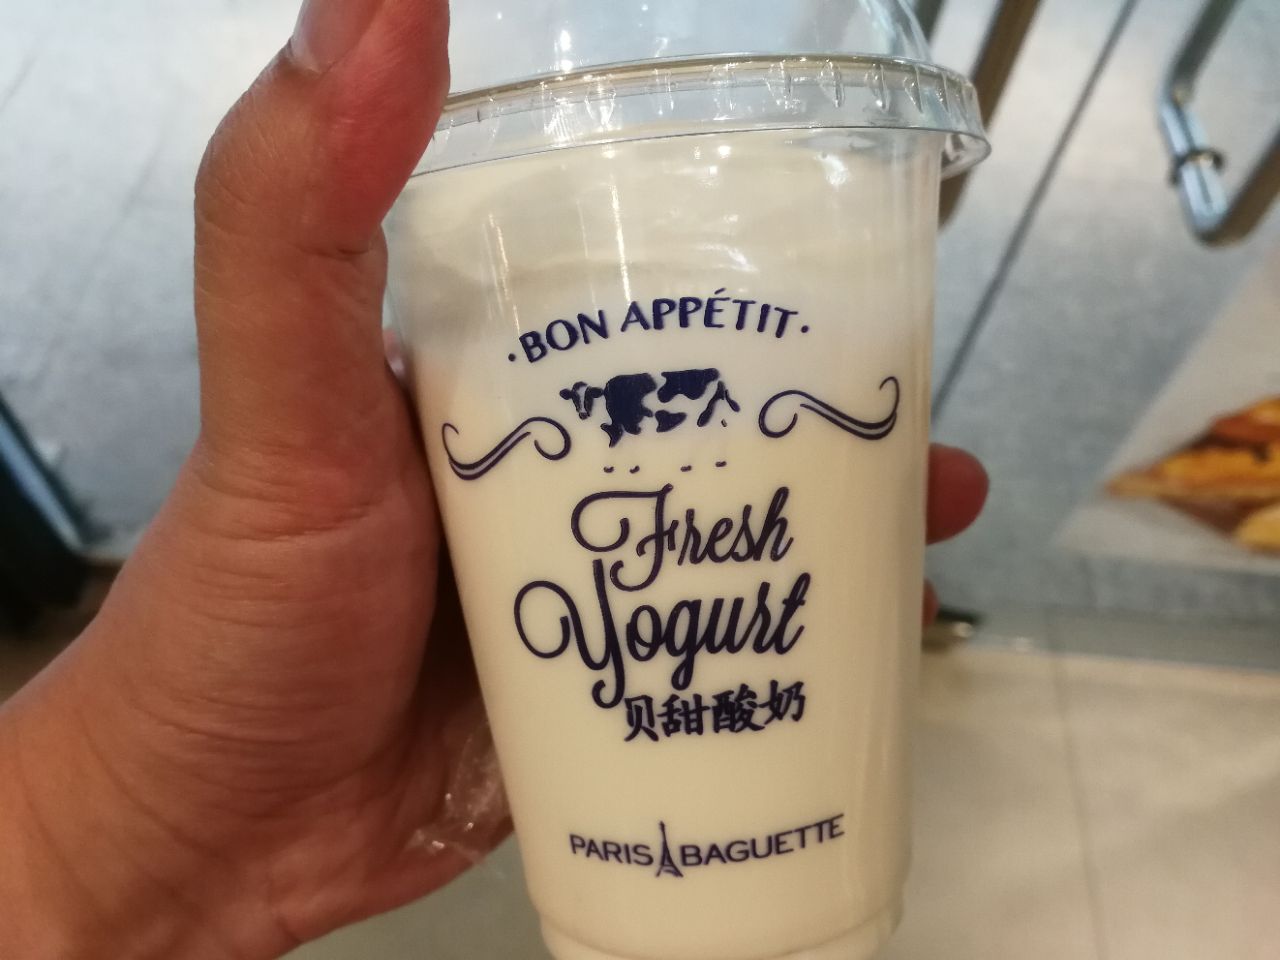 ·BON APPÉTIT·
Fresh
Yogurt
贝甜酸奶
PARIS BAGUETTE